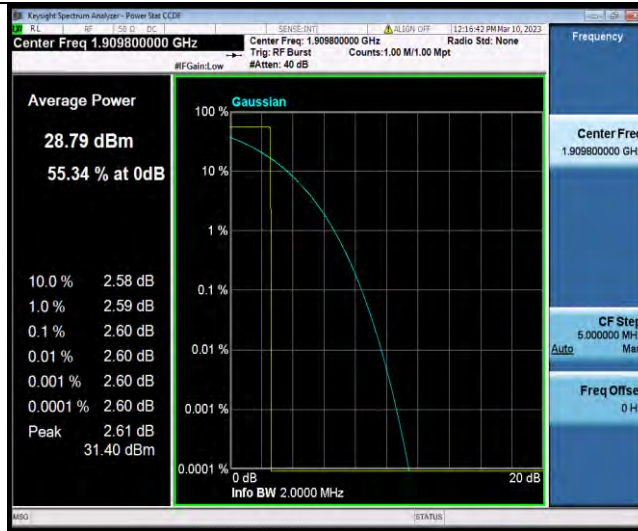 Keysight Spectrum Analyzer - Power Stat CCDF
RL RF 50 Ω DC SENSE:INT ALIGN OFF 12:16:42 PM Mar 10, 2023
Center Freq 1.909800000 GHz
Center Freq: 1.909800000 GHz Radio Std: None
Trig: RF Burst Counts:1.00 M/1.00 Mpt
#IFGain:Low #Atten: 40 dB
Frequency
Average Power
28.79 dBm
55.34 % at 0dB
10.0 % 2.58 dB
1.0 % 2.59 dB
0.1 % 2.60 dB
0.01 % 2.60 dB
0.001 % 2.60 dB
0.0001 % 2.60 dB
Peak 2.61 dB
31.40 dBm
Gaussian
100 %
10 %
1 %
0.1 %
0.01 %
0.001 %
0.0001 %
0 dB 20 dB
Info BW 2.0000 MHz
Center Fre
1.909800000 GH
CF Step
5.000000 MH
Auto Ma
Freq Offse
0 H
MSG STATUS